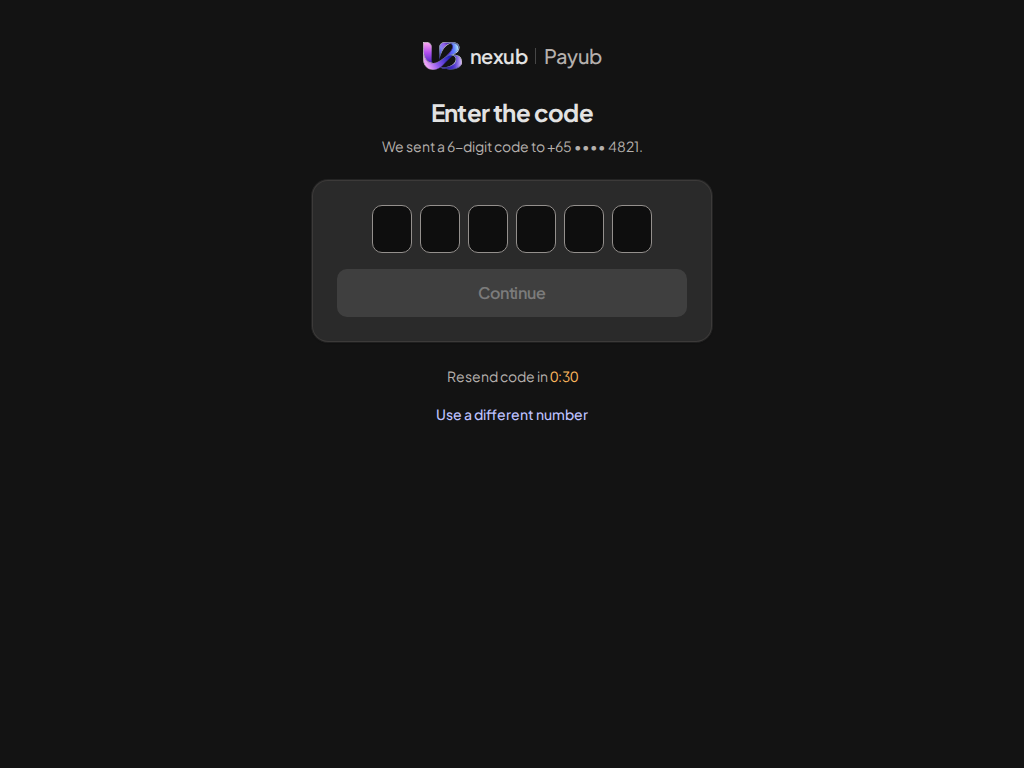 nexub | Payub
Enter the code
We sent a 6-digit code to +65 •••• 4821.
Continue
Resend code in 0:30
Use a different number